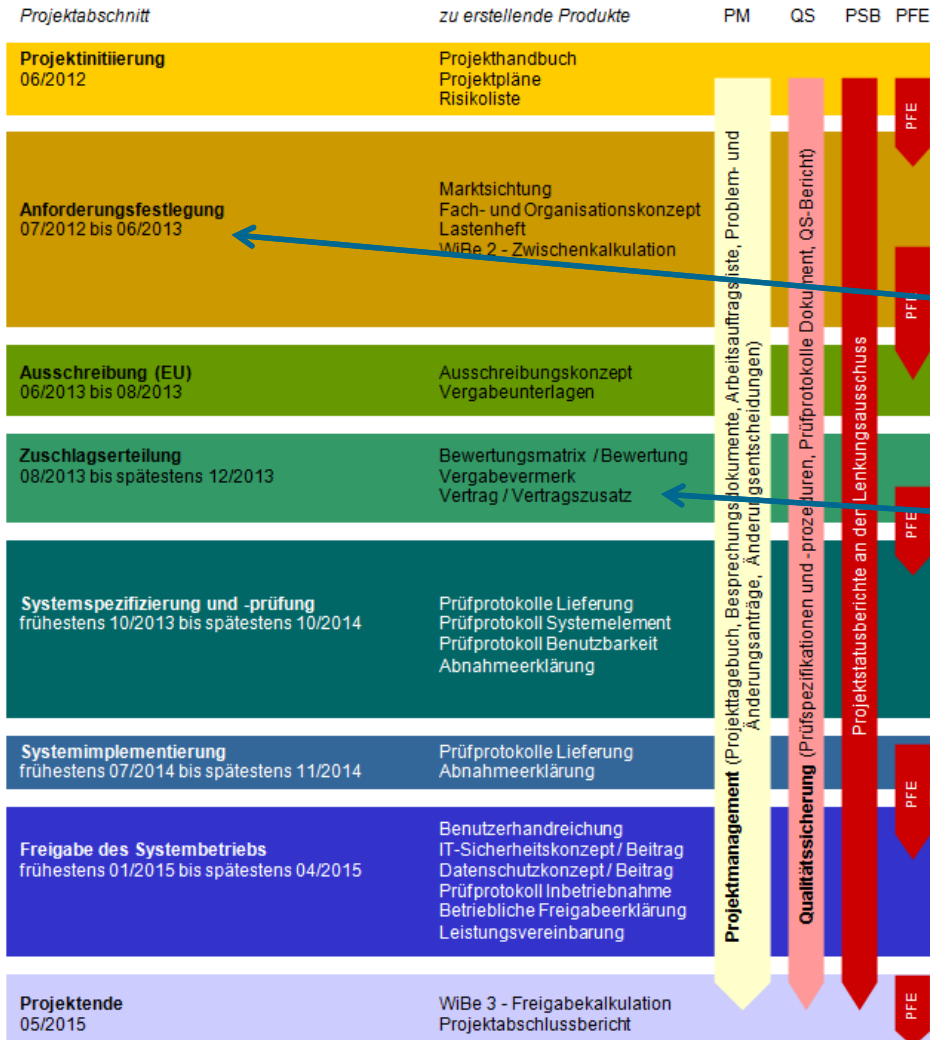 Projektabschnitt zu erstellende Produkte PM QS PSB PFE
Projektinitiierung
06/2012
Projekthandbuch
Projektpläne
Risikoliste
Anforderungsfestlegung
07/2012 bis 06/2013
Marktsichtung
Fach- und Organisationskonzept
Lastenheft
WiBe 2 - Zwischenkalkulation
Ausschreibung (EU)
06/2013 bis 08/2013
Ausschreibungskonzept
Vergabeunterlagen
Zuschlagserteilung
08/2013 bis spätestens 12/2013
Bewertungsmatrix / Bewertung
Vergabevermerk
Vertrag / Vertragszusatz
Systemspezifizierung und -prüfung
frühestens 10/2013 bis spätestens 10/2014
Prüfprotokolle Lieferung
Prüfprotokoll Systemelement
Prüfprotokoll Benutzbarkeit
Abnahmeerklärung
Systemimplementierung
frühestens 07/2014 bis spätestens 11/2014
Prüfprotokolle Lieferung
Abnahmeerklärung
Freigabe des Systembetriebs
frühestens 01/2015 bis spätestens 04/2015
Benutzerhandreichung
IT-Sicherheitskonzept / Beitrag
Datenschutzkonzept / Beitrag
Prüfprotokoll Inbetriebnahme
Betriebliche Freigabeerklärung
Leistungsvereinbarung
Projektende
05/2015
WiBe 3 - Freigabekalkulation
Projektabschlussbericht
Projektmanagement (Projekttagebuch, Besprechungsdokumente, Arbeitsauftragsliste, Problem- und
Änderungsanträge, Änderungsentscheidungen)
Qualitätssicherung (Prüfspezifikationen und -prozeduren, Prüfprotokolle Dokument, QS-Bericht)
Projektstatusberichte an den Lenkungsausschuss
PFE
PFE
PFE
PFE
PFE